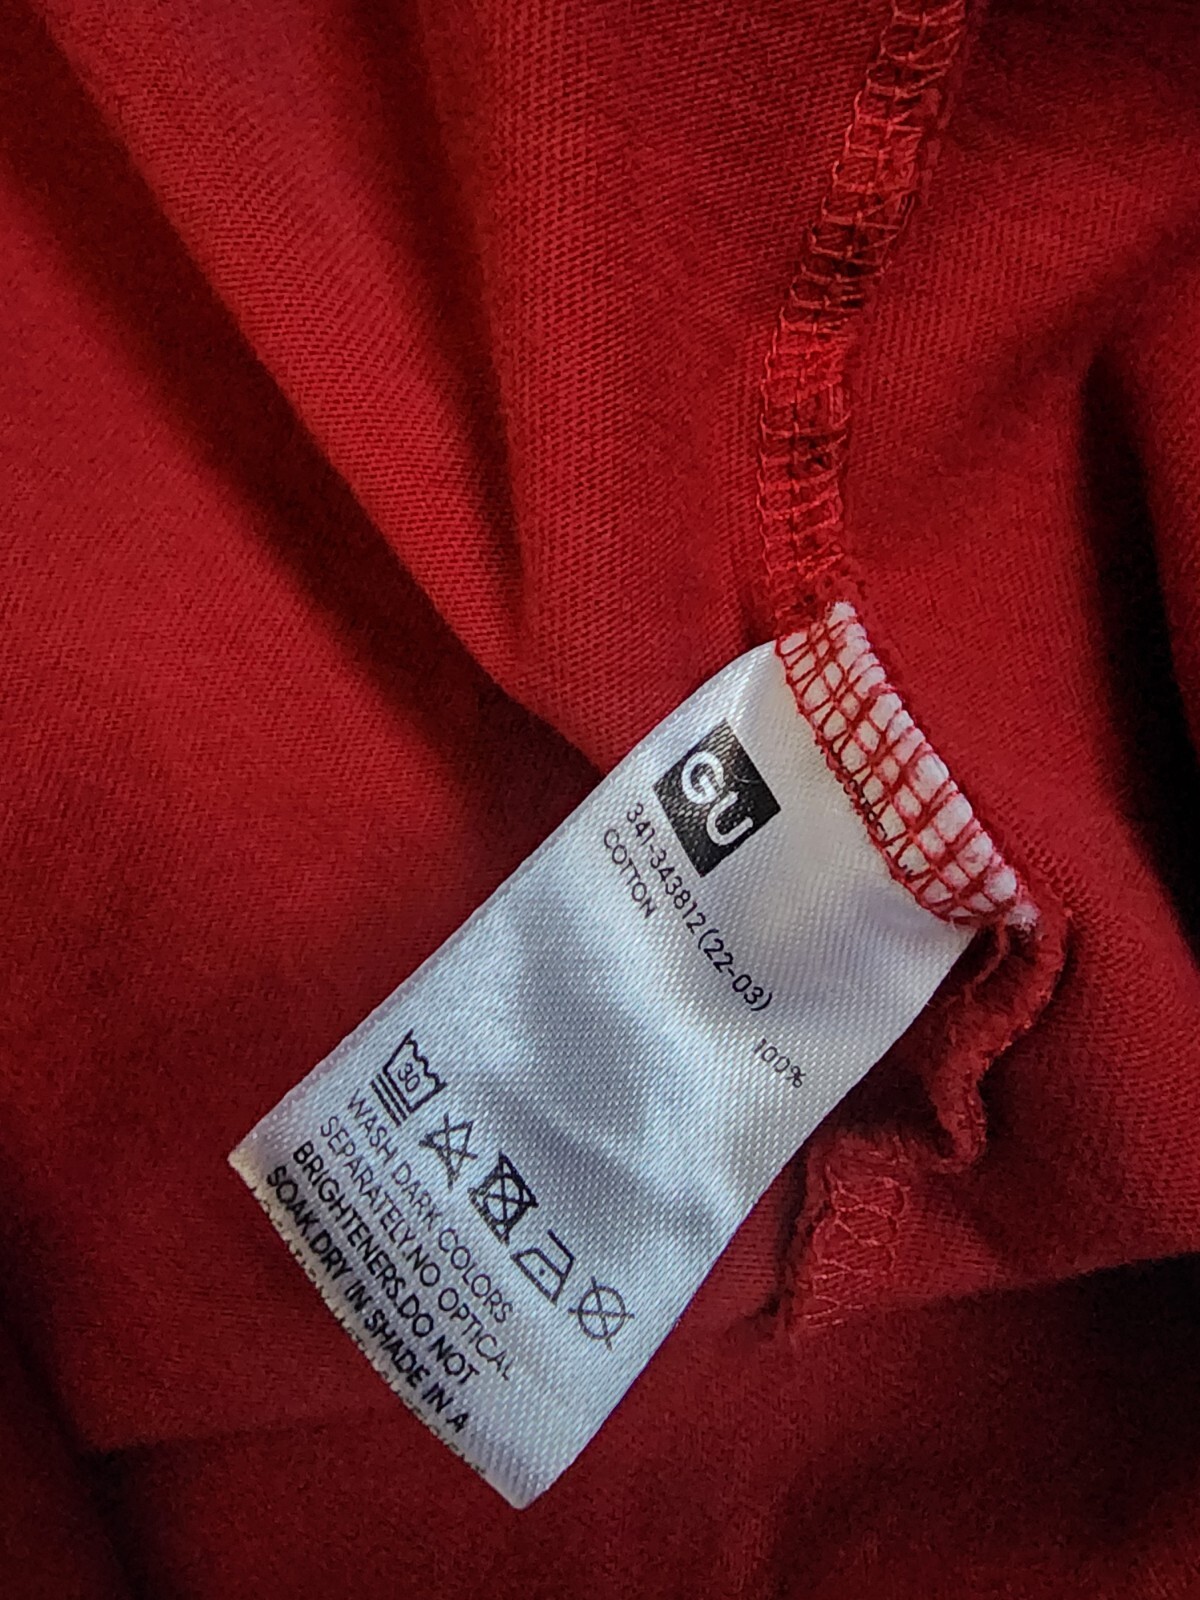 GU
341-343812(22-03)
COTTON 100%
30
WASH DARK COLORS
SEPARATELY.NO OPTICAL
BRIGHTENERS.DO NOT
SOAK.DRY IN SHADE IN A